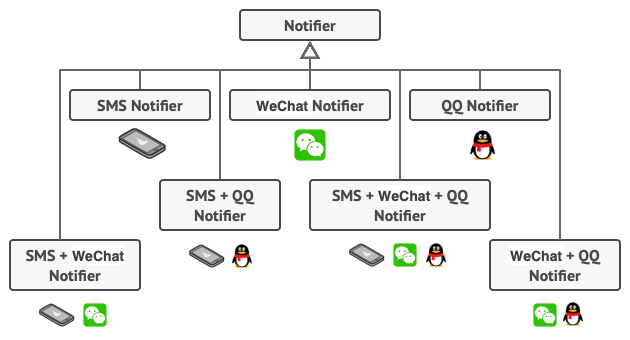 Notifier
SMS Notifier
WeChat Notifier
QQ Notifier
SMS + QQ
Notifier
SMS + WeChat + QQ
Notifier
SMS + WeChat
Notifier
WeChat + QQ
Notifier